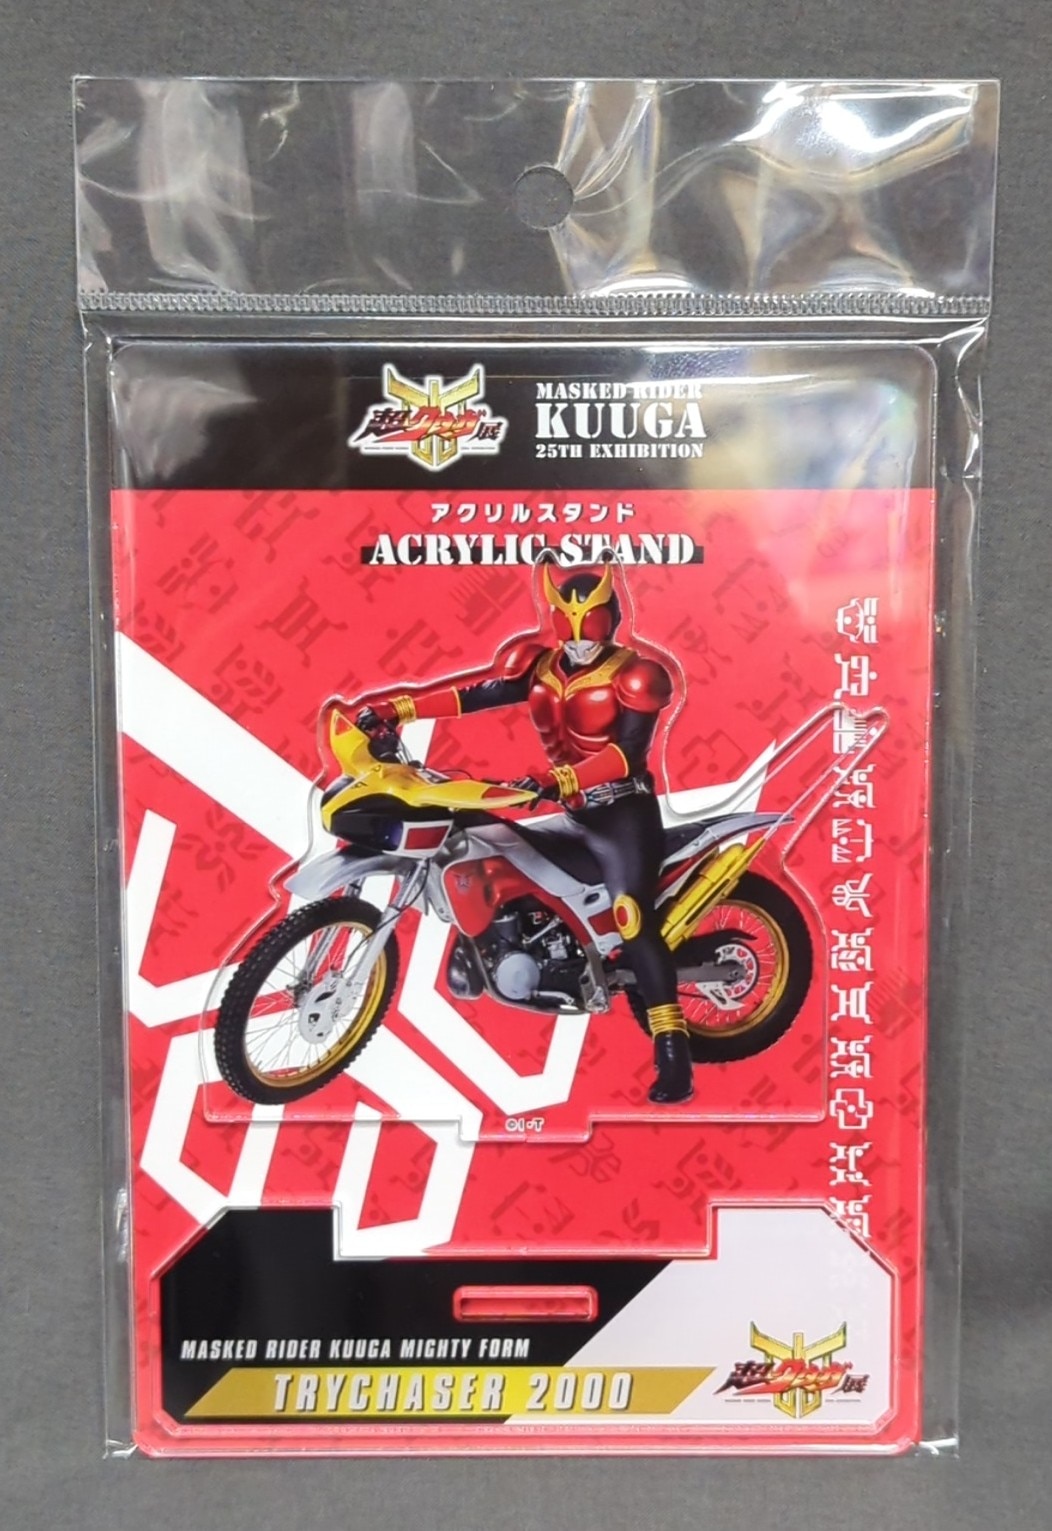 超クウガ展
MASKED RIDER
KUUGA
25TH EXHIBITION
アクリルスタンド
ACRYLIC STAND
©I・T
MASKED RIDER KUUGA MIGHTY FORM
TRYCHASER 2000
超クウガ展